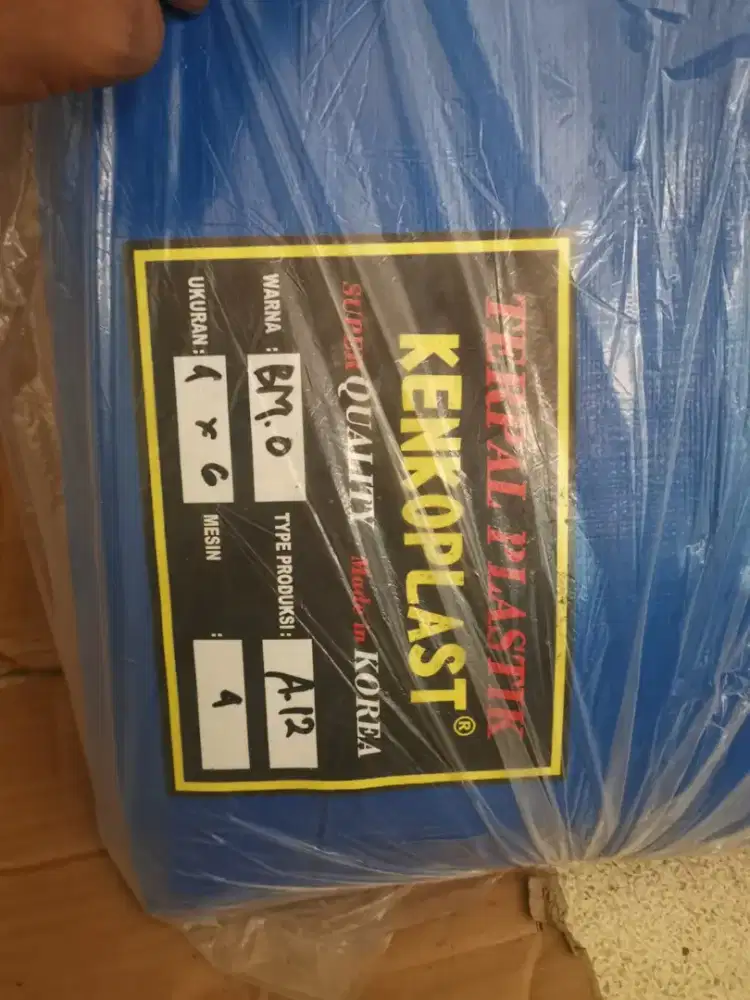 TERPAL PLASTIK
KENKOPLAST®
SUPER QUALITY Made in KOREA
WARNA : BM.0 TYPE PRODUKSI : A12
UKURAN : 4 x 6 MESIN : 4